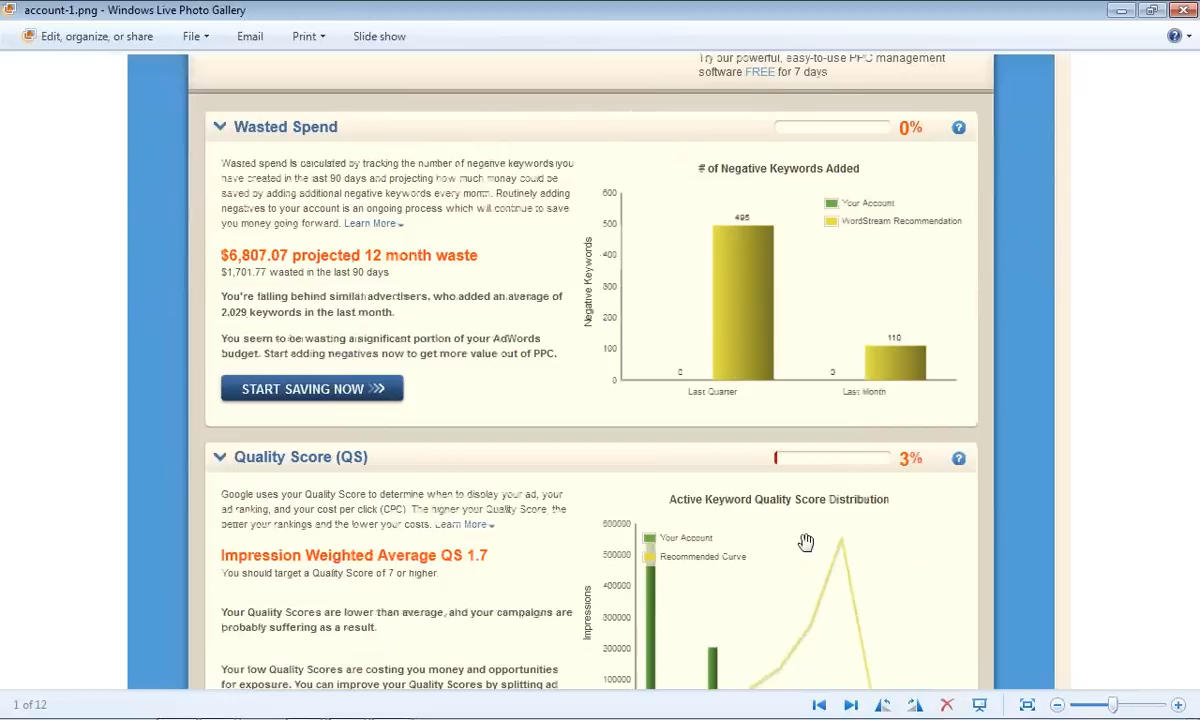 account-1.png - Windows Live Photo Gallery
Edit, organize, or share File Email Print Slide show
Try our powerful, easy-to-use PPC management
software FREE for 7 days
Wasted Spend 0%
Wasted spend is calculated by tracking the number of negative keywords you
have created in the last 90 days and projecting how much money could be
saved by adding additional negative keywords every month. Routinely adding
negatives to your account is an ongoing process which will continue to save
you money going forward. Learn More
$6,807.07 projected 12 month waste
$1,701.77 wasted in the last 90 days
You're falling behind similar advertisers, who added an average of
2,029 keywords in the last month.
You seem to be wasting a significant portion of your AdWords
budget. Start adding negatives now to get more value out of PPC.
START SAVING NOW >>>
# of Negative Keywords Added
Your Account
WordStream Recommendation
Negative Keywords
600
500
400
300
200
100
0
495
110
0
0
Last Quarter
Last Month
Quality Score (QS) 3%
Google uses your Quality Score to determine when to display your ad, your
ad ranking, and your cost per click (CPC). The higher your Quality Score, the
better your rankings and the lower your costs. Learn More
Impression Weighted Average QS 1.7
You should target a Quality Score of 7 or higher.
Your Quality Scores are lower than average, and your campaigns are
probably suffering as a result.
Your low Quality Scores are costing you money and opportunities
for exposure. You can improve your Quality Scores by splitting ad
Active Keyword Quality Score Distribution
Your Account
Recommended Curve
Impressions
600000
500000
400000
300000
200000
100000
1 of 12